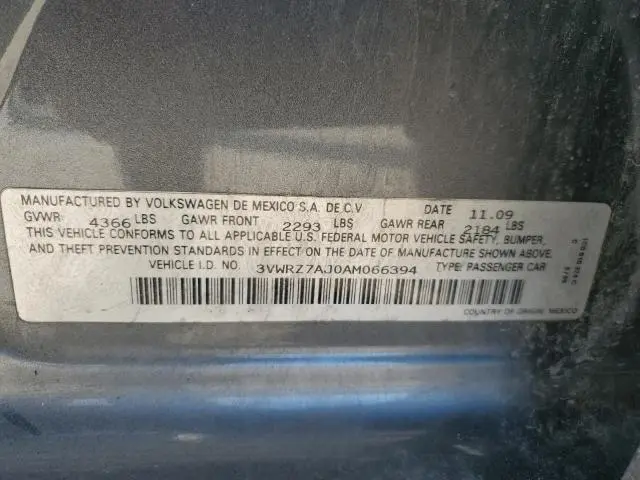 MANUFACTURED BY VOLKSWAGEN DE MEXICO S.A. DE C.V DATE 11.09
GVWR 4366 LBS GAWR FRONT 2293 LBS GAWR REAR 2184 LBS
THIS VEHICLE CONFORMS TO ALL APPLICABLE U.S. FEDERAL MOTOR VEHICLE SAFETY, BUMPER,
AND THEFT PREVENTION STANDARDS IN EFFECT ON DATE OF MANUFACTURE SHOWN ABOVE.
VEHICLE I.D. NO. 3VWRZ7AJ0AM066394 TYPE: PASSENGER CAR
COUNTRY OF ORIGIN: MEXICO